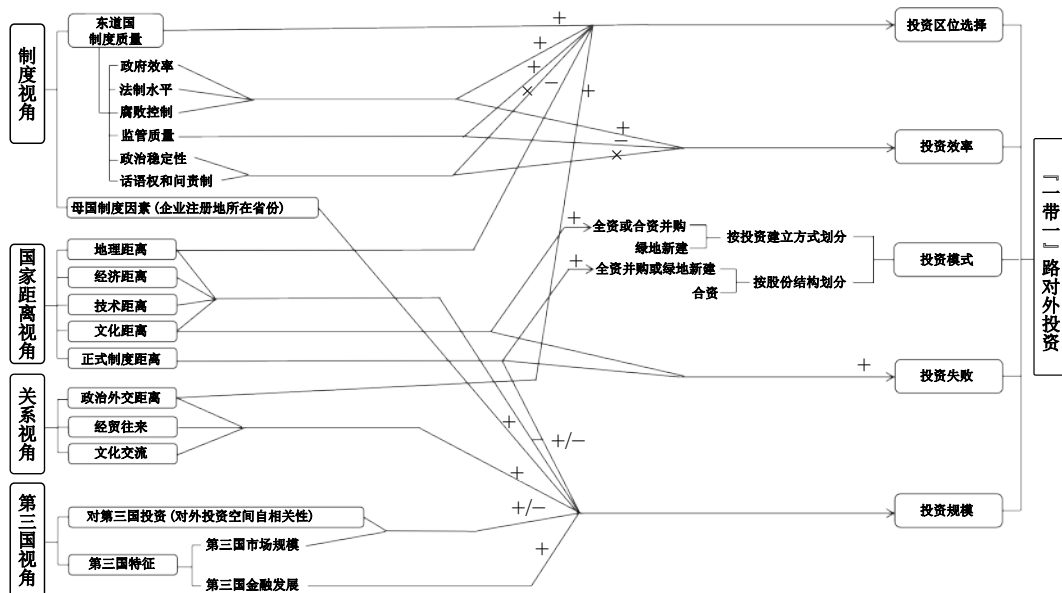 制度视角
东道国
制度质量
政府效率
法制水平
腐败控制
监管质量
政治稳定性
话语权和问责制
母国制度因素 (企业注册地所在省份)
国家距离视角
地理距离
经济距离
技术距离
文化距离
正式制度距离
关系视角
政治外交距离
经贸往来
文化交流
第三国视角
对第三国投资 (对外投资空间自相关性)
第三国特征
第三国市场规模
第三国金融发展
+
+
+
−
×
+
+
−
×
+
全资或合资并购
绿地新建
按投资建立方式划分
+
全资并购或绿地新建
合资
按股份结构划分
+
+
+/−
+
+/−
+
投资区位选择
投资效率
投资模式
投资失败
投资规模
『一带一』路对外投资